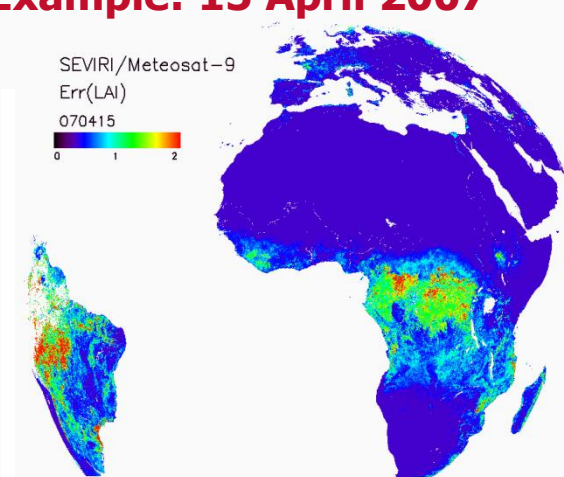 Example: 15 April 2007
SEVIRI/Meteosat-9
Err(LAI)
070415
0 1 2